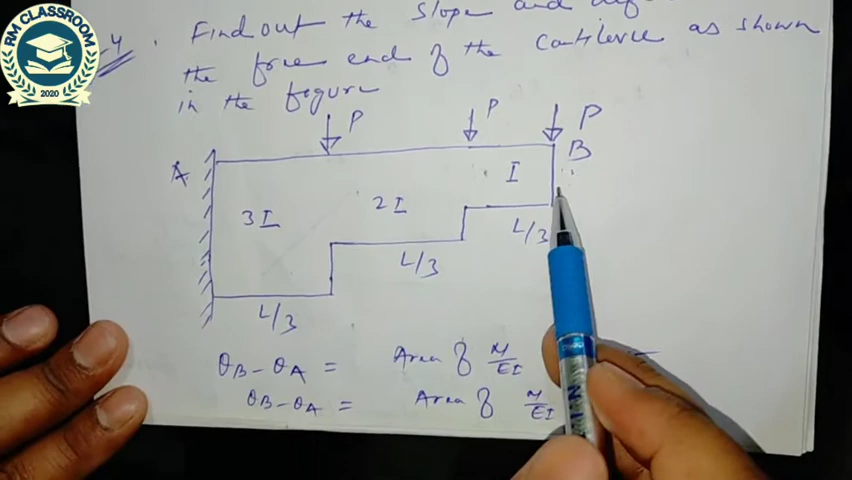 RM CLASSROOM
2020
4. Find out the Slope and
the free end of the cantilever as shown
in the fegure
P P P
A B
3I 2I I
L/3 L/3 L/3
θB - θA = Area of M/EI
θB - θA = Area of M/EI